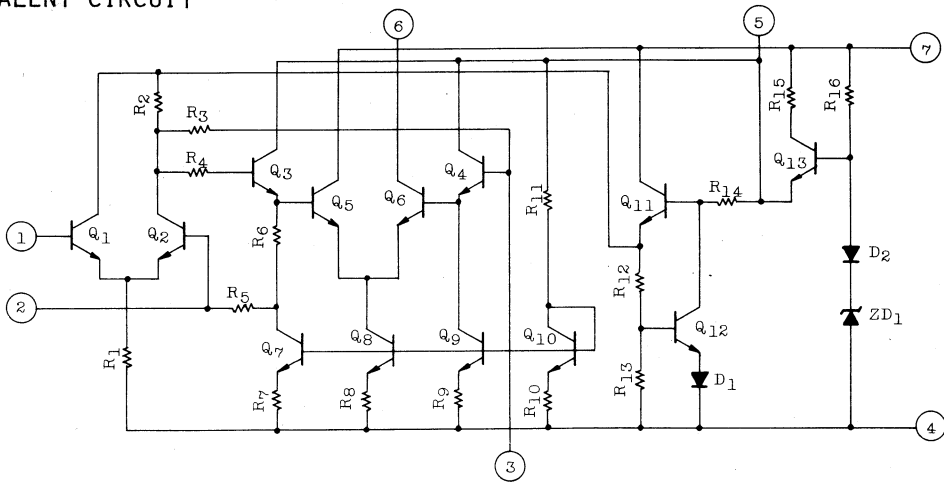 ALENT CIRCUIT
6
5
7
R2
R3
R15
R16
R4
Q3
Q4
Q13
R11
R14
Q5
Q6
Q11
1
Q1
Q2
R6
D2
R12
2
R5
ZD1
Q12
R1
Q7
Q8
Q9
Q10
R13
D1
R7
R8
R9
R10
4
3